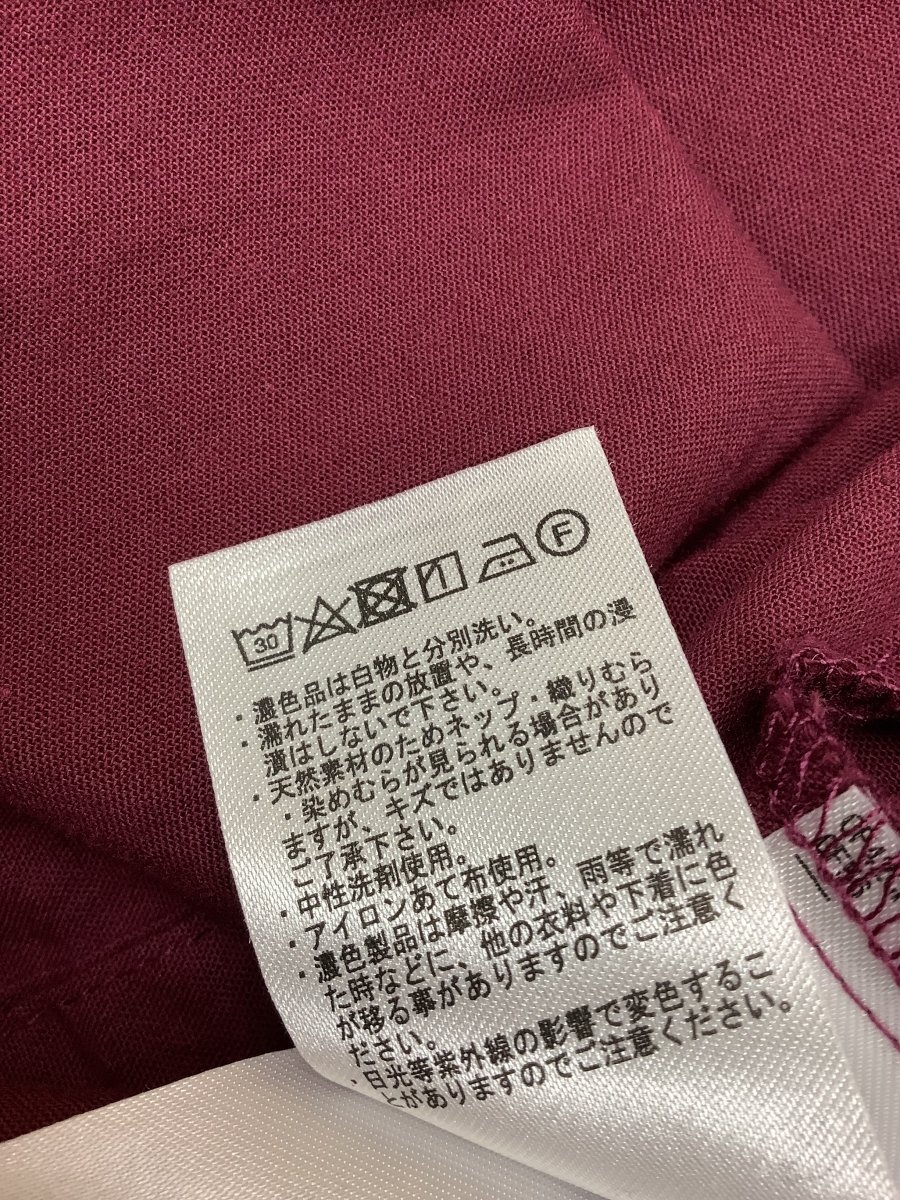 30 F
・濃色品は白物と分別洗い。
・濡れたままの放置や、長時間の浸
漬はしないで下さい。
・天然素材のためネップ・織りむら
・染めむらが見られる場合があり
ますが、キズではありませんので
ご了承下さい。
・中性洗剤使用。
・アイロンあて布使用。
・濃色製品は摩擦や汗、雨等で濡れ
た時などに、他の衣料や下着に色
が移る事がありますのでご注意く
ださい。
・日光等紫外線の影響で変色するこ
とがありますのでご注意ください。